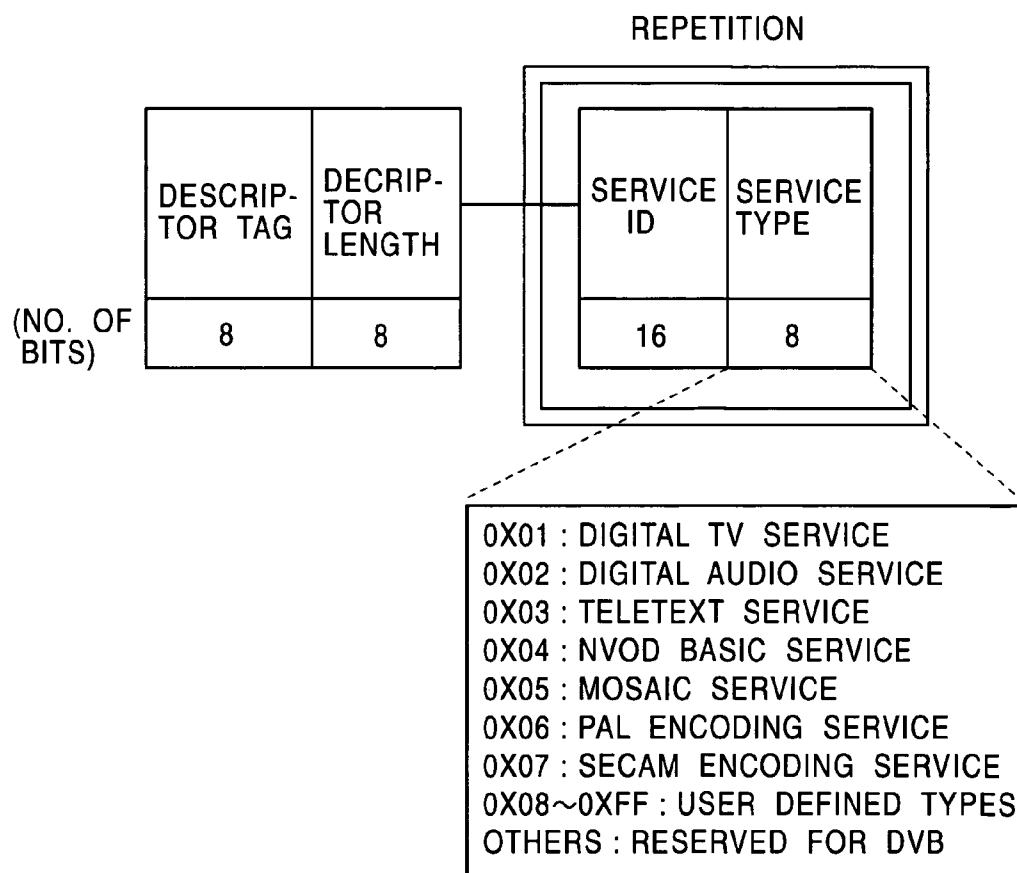 REPETITION
DESCRIP-
TOR TAG
DECRIP-
TOR
LENGTH
SERVICE
ID
SERVICE
TYPE
(NO. OF
BITS)
8
8
16
8
0X01 : DIGITAL TV SERVICE
0X02 : DIGITAL AUDIO SERVICE
0X03 : TELETEXT SERVICE
0X04 : NVOD BASIC SERVICE
0X05 : MOSAIC SERVICE
0X06 : PAL ENCODING SERVICE
0X07 : SECAM ENCODING SERVICE
0X08~0XFF : USER DEFINED TYPES
OTHERS : RESERVED FOR DVB